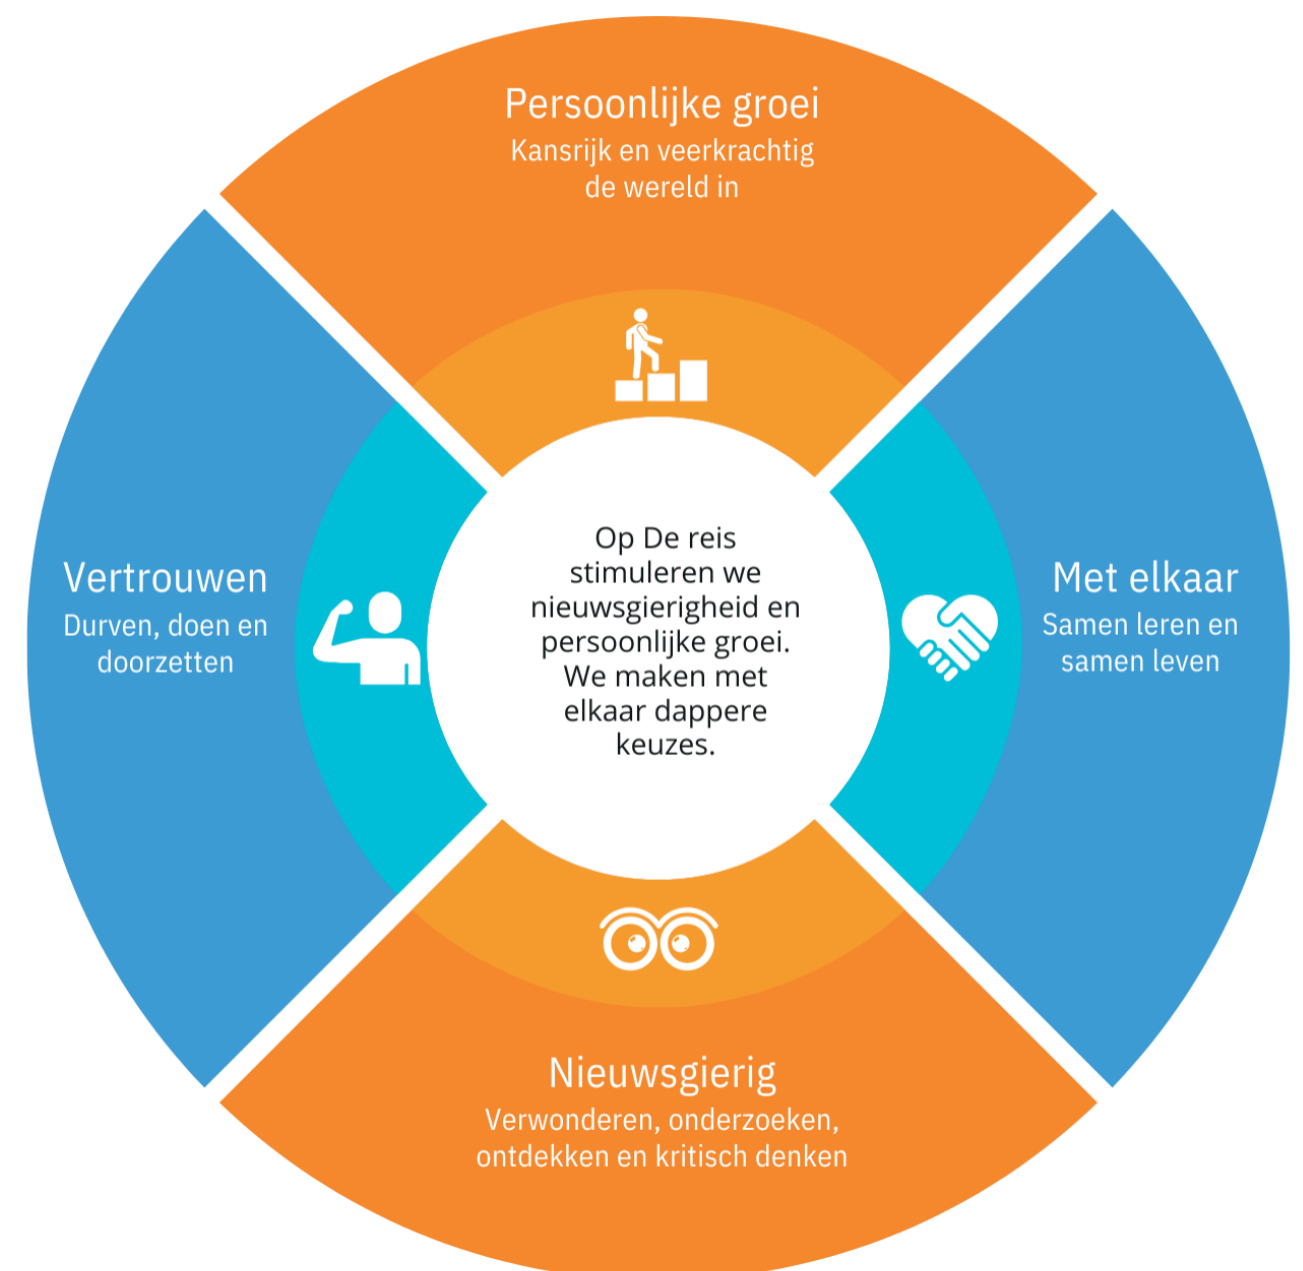 Persoonlijke groei
Kansrijk en veerkrachtig
de wereld in
Vertrouwen
Durven, doen en
doorzetten
Op De reis
stimuleren we
nieuwsgierigheid en
persoonlijke groei.
We maken met
elkaar dappere
keuzes.
Met elkaar
Samen leren en
samen leven
Nieuwsgierig
Verwonderen, onderzoeken,
ontdekken en kritisch denken